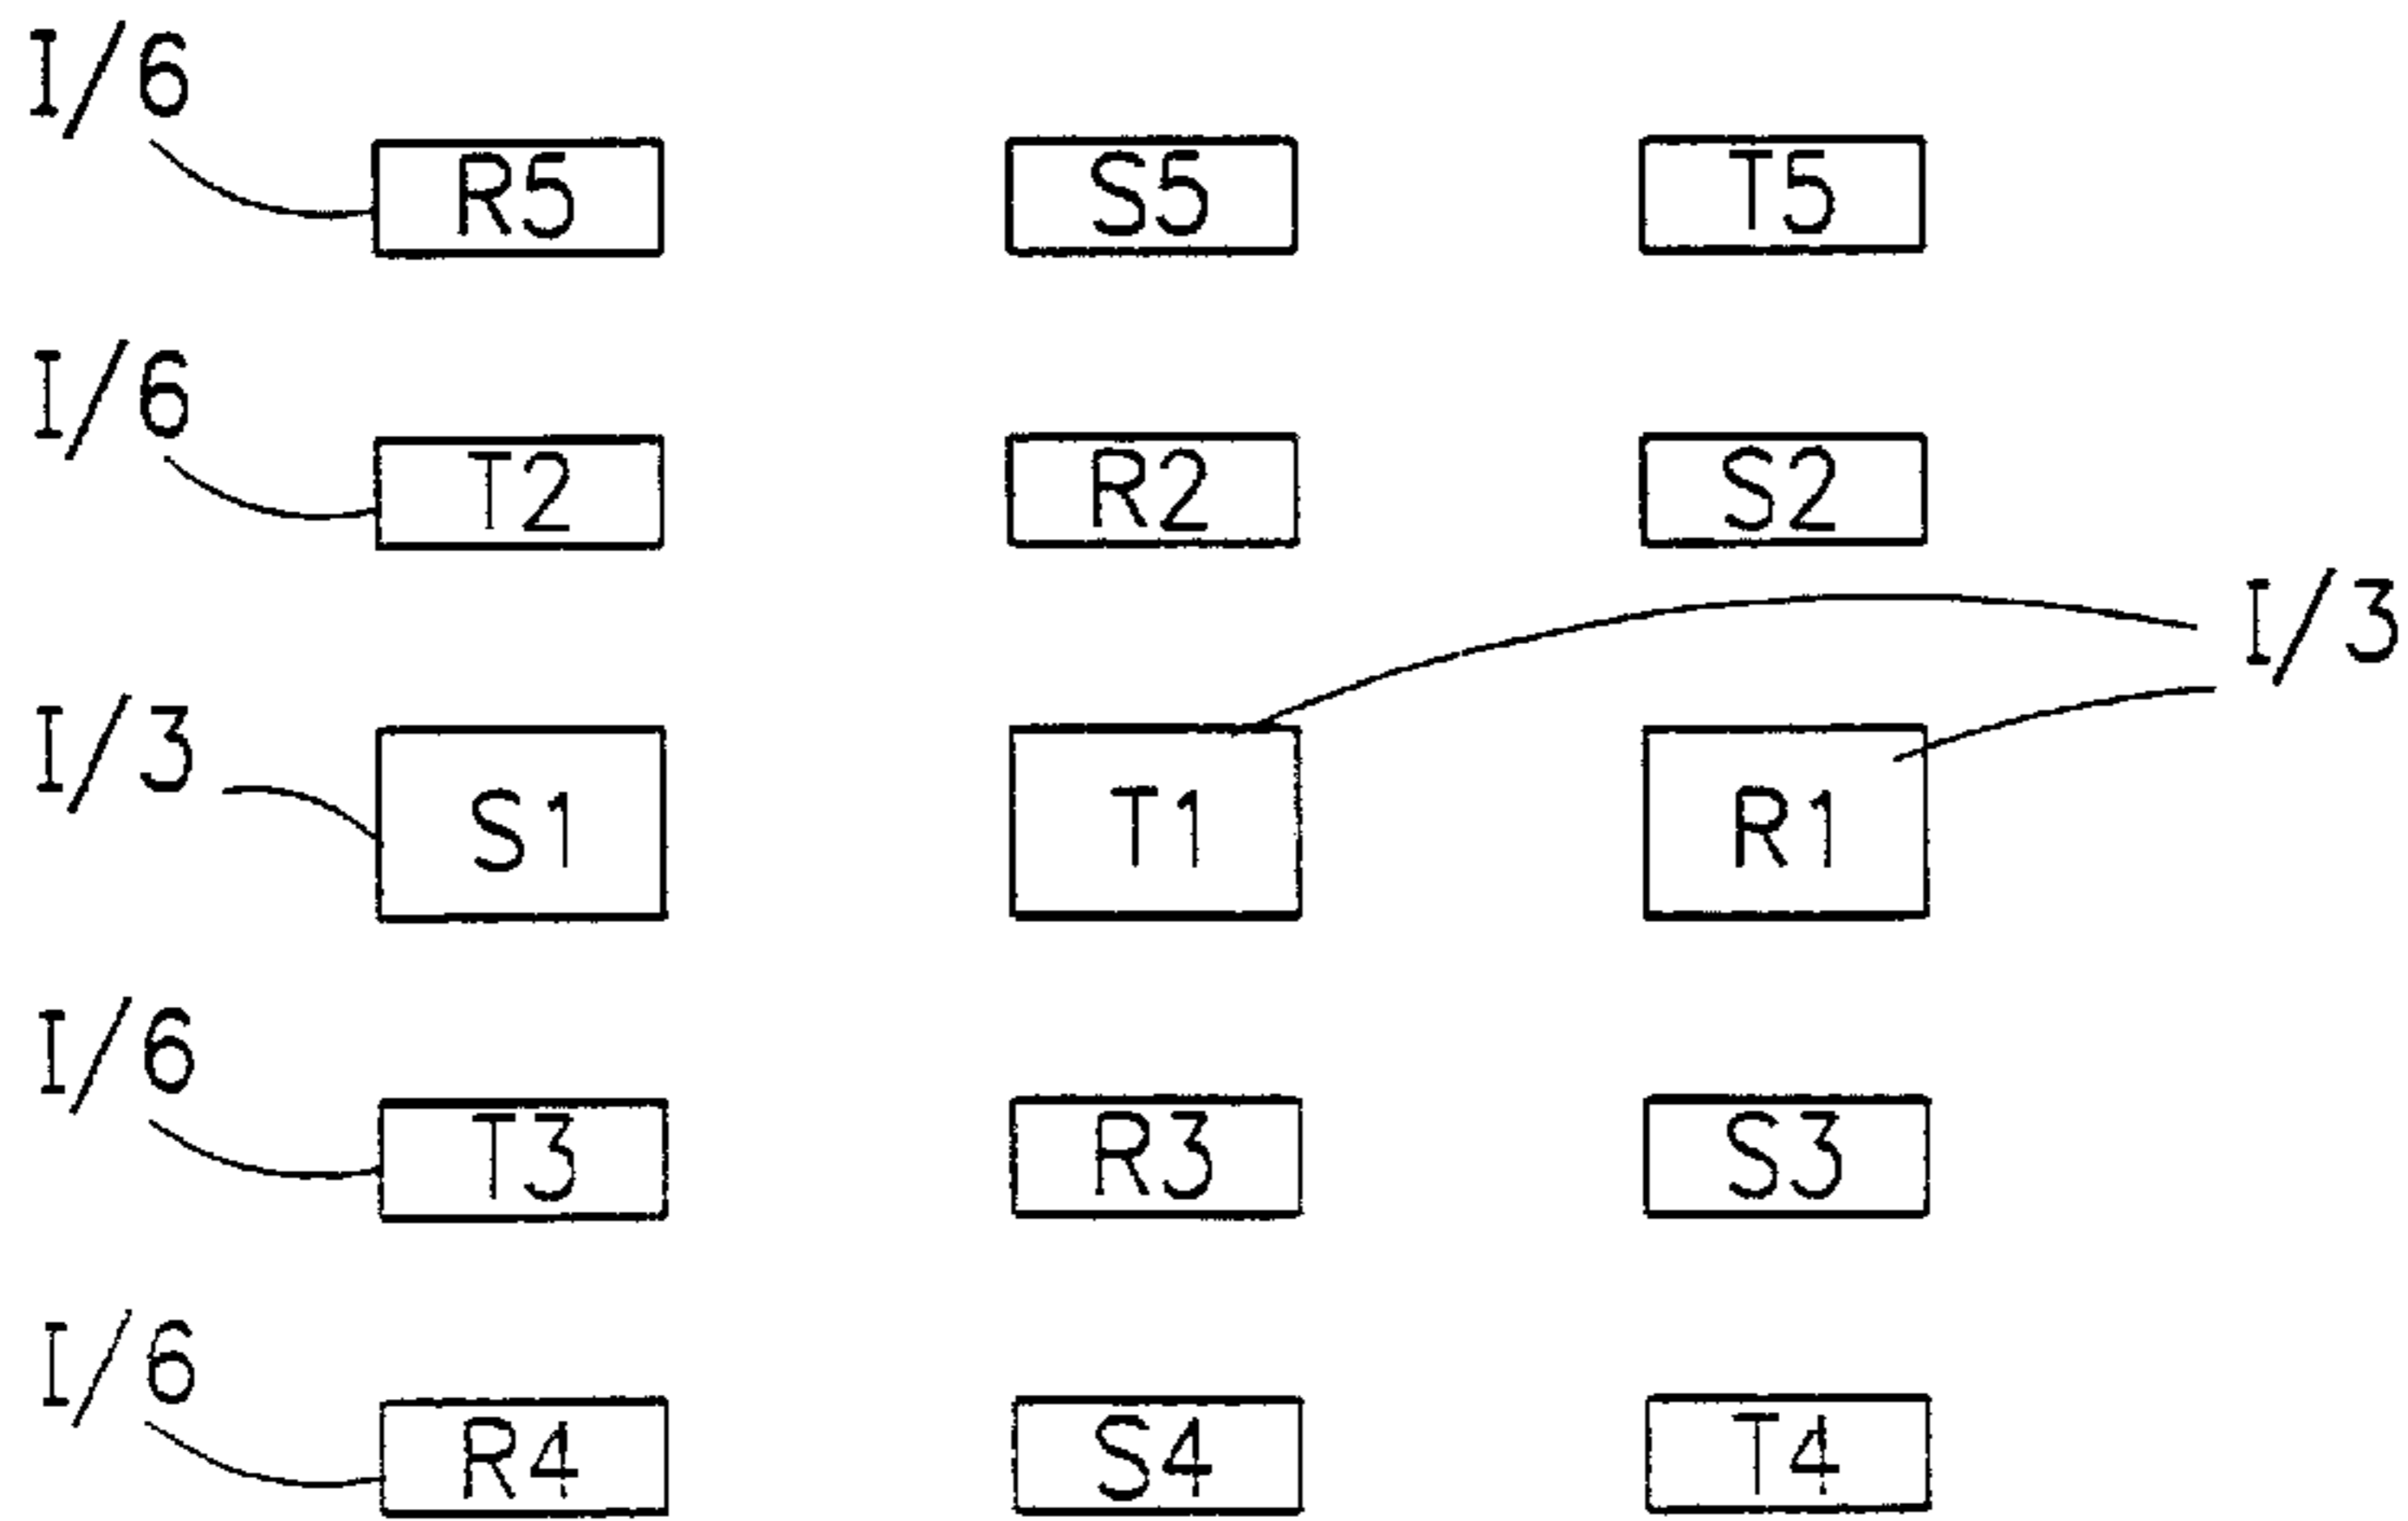 I/6
R5 S5 T5
I/6
T2 R2 S2
I/3
I/3 S1 T1 R1
I/6
T3 R3 S3
I/6
R4 S4 T4